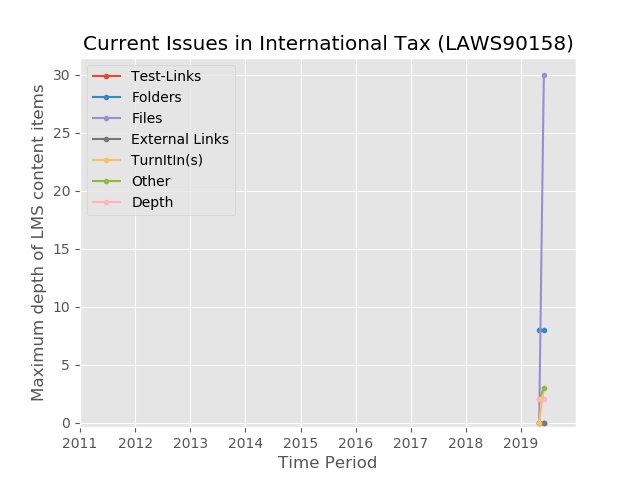 Current Issues in International Tax (LAWS90158)
Maximum depth of LMS content items
30
25
20
15
10
5
0
Test-Links
Folders
Files
External Links
TurnItIn(s)
Other
Depth
2011 2012 2013 2014 2015 2016 2017 2018 2019
Time Period